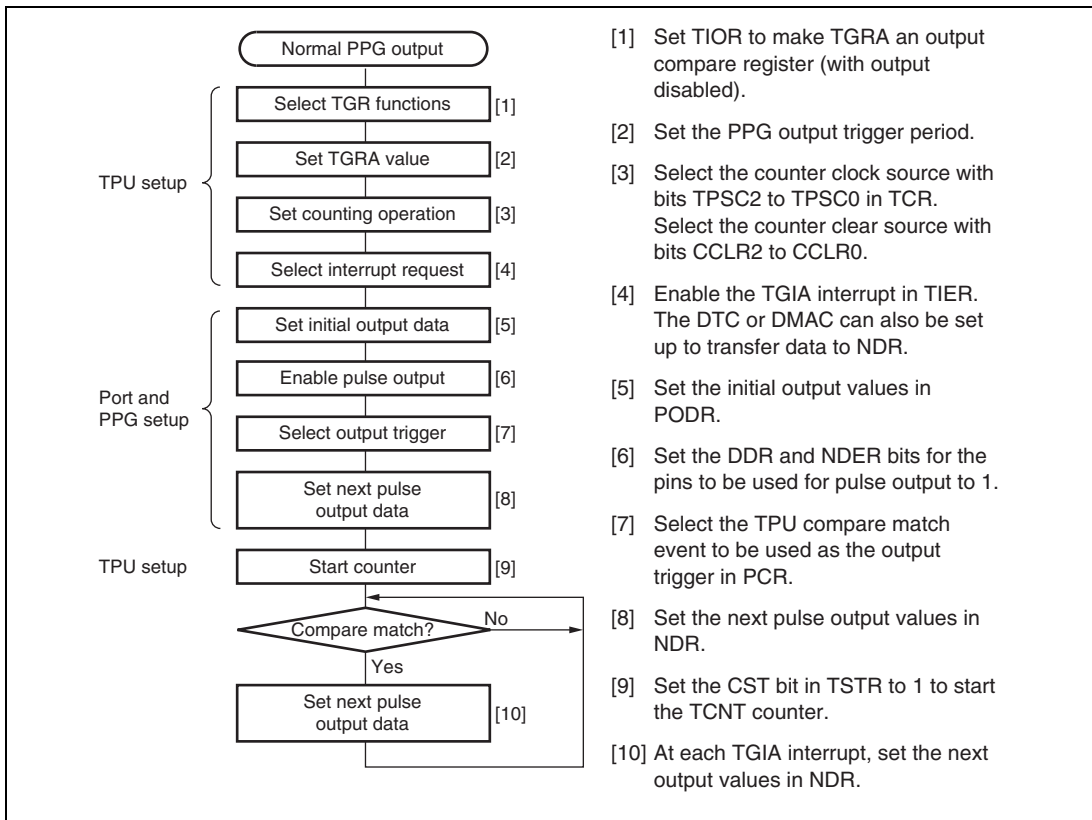 Normal PPG output
Select TGR functions [1]
Set TGRA value [2]
TPU setup
Set counting operation [3]
Select interrupt request [4]
Set initial output data [5]
Enable pulse output [6]
Port and
PPG setup
Select output trigger [7]
Set next pulse
output data
[8]
TPU setup
Start counter [9]
Compare match?
No
Yes
Set next pulse
output data
[10]
[1] Set TIOR to make TGRA an output
compare register (with output
disabled).
[2] Set the PPG output trigger period.
[3] Select the counter clock source with
bits TPSC2 to TPSC0 in TCR.
Select the counter clear source with
bits CCLR2 to CCLR0.
[4] Enable the TGIA interrupt in TIER.
The DTC or DMAC can also be set
up to transfer data to NDR.
[5] Set the initial output values in
PODR.
[6] Set the DDR and NDER bits for the
pins to be used for pulse output to 1.
[7] Select the TPU compare match
event to be used as the output
trigger in PCR.
[8] Set the next pulse output values in
NDR.
[9] Set the CST bit in TSTR to 1 to start
the TCNT counter.
[10] At each TGIA interrupt, set the next
output values in NDR.